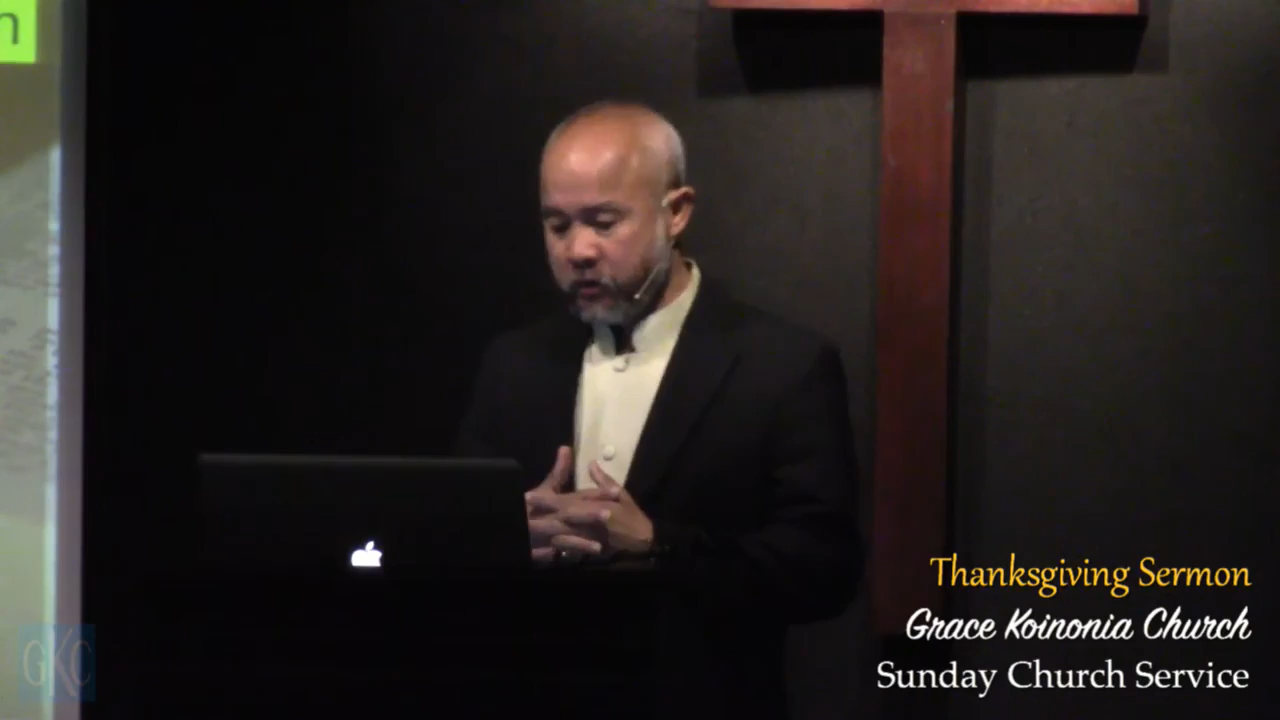 n
Thanksgiving Sermon
Grace Koinonia Church
Sunday Church Service
GKC